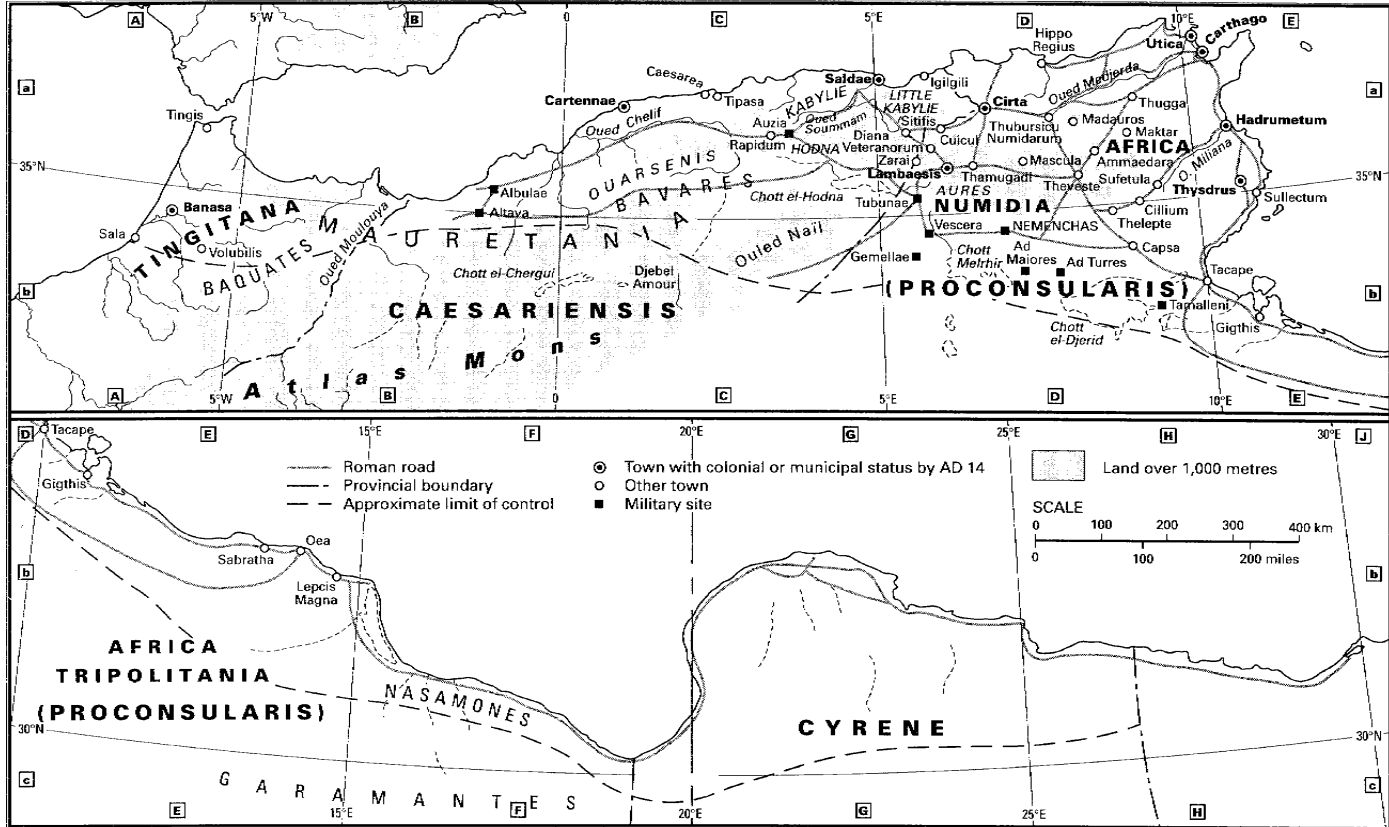 A
5°W
B
0
C
5°E
D
10°E
E
Hippo
Regius
Utica
Carthago
a
Caesarea
Tipasa
Saldae
Igilgili
Oued Medjerda
a
Cartennae
KABYLIE
LITTLE
KABYLIE
Cirta
Thugga
Tingis
Oued Chelif
Auzia
Oued
Soummam
Sitifis
Madauros
Hadrumetum
Rapidum
HODNA
Diana
Veteranorum
Cuicul
Thubursicu
Numidarum
Maktar
35°N
OUARSENIS
Zarai
Mascula
AFRICA
Ammaedara
Miliana
Lambaesis
Thamugadi
Theveste
Sufetula
Thysdrus
35°N
Albulae
BAVARES
Chott el-Hodna
AURES
Tubunae
NUMIDIA
Cillium
Sullectum
Banasa
Altava
Thelepte
Sala
TINGITANA
Volubilis
Oued Moulouya
MAURETANIA
Ouled Naïl
Vescera
NEMENCHAS
Capsa
BAQUATES
Chott el-Chergui
Djebel
Amour
Gemellae
Chott
Melrhir
Ad
Maiores
Ad Turres
Tacape
b
CAESARIENSIS
(PROCONSULARIS)
Tamalleni
b
Chott
el-Djerid
Gigthis
Atlas Mons
A
5°W
B
0
C
5°E
D
10°E
E
D
Tacape
E
15°E
F
20°E
G
25°E
H
30°E
J
Gigthis
Roman road
Provincial boundary
Approximate limit of control
Town with colonial or municipal status by AD 14
Other town
Military site
Land over 1,000 metres
SCALE
0 100 200 300 400 km
0 100 200 miles
Sabratha
Oea
b
Lepcis
Magna
b
AFRICA
TRIPOLITANIA
(PROCONSULARIS)
NASAMONES
CYRENE
30°N
30°N
c
GARAMANTES
c
E
15°E
F
20°E
G
25°E
H